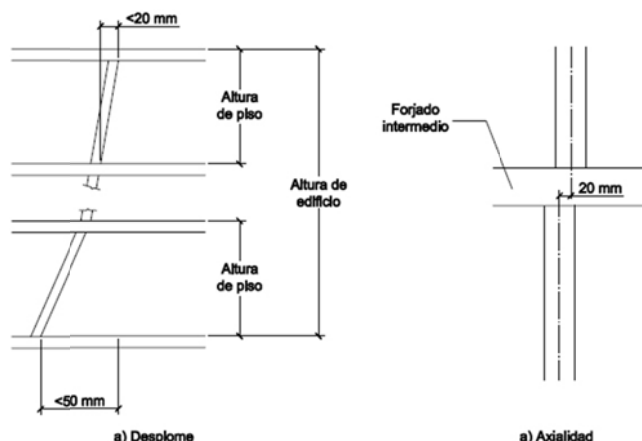 <20 mm
Altura
de piso
Altura de
edificio
Altura
de piso
<50 mm
a) Desplome
Forjado
intermedio
20 mm
a) Axialidad